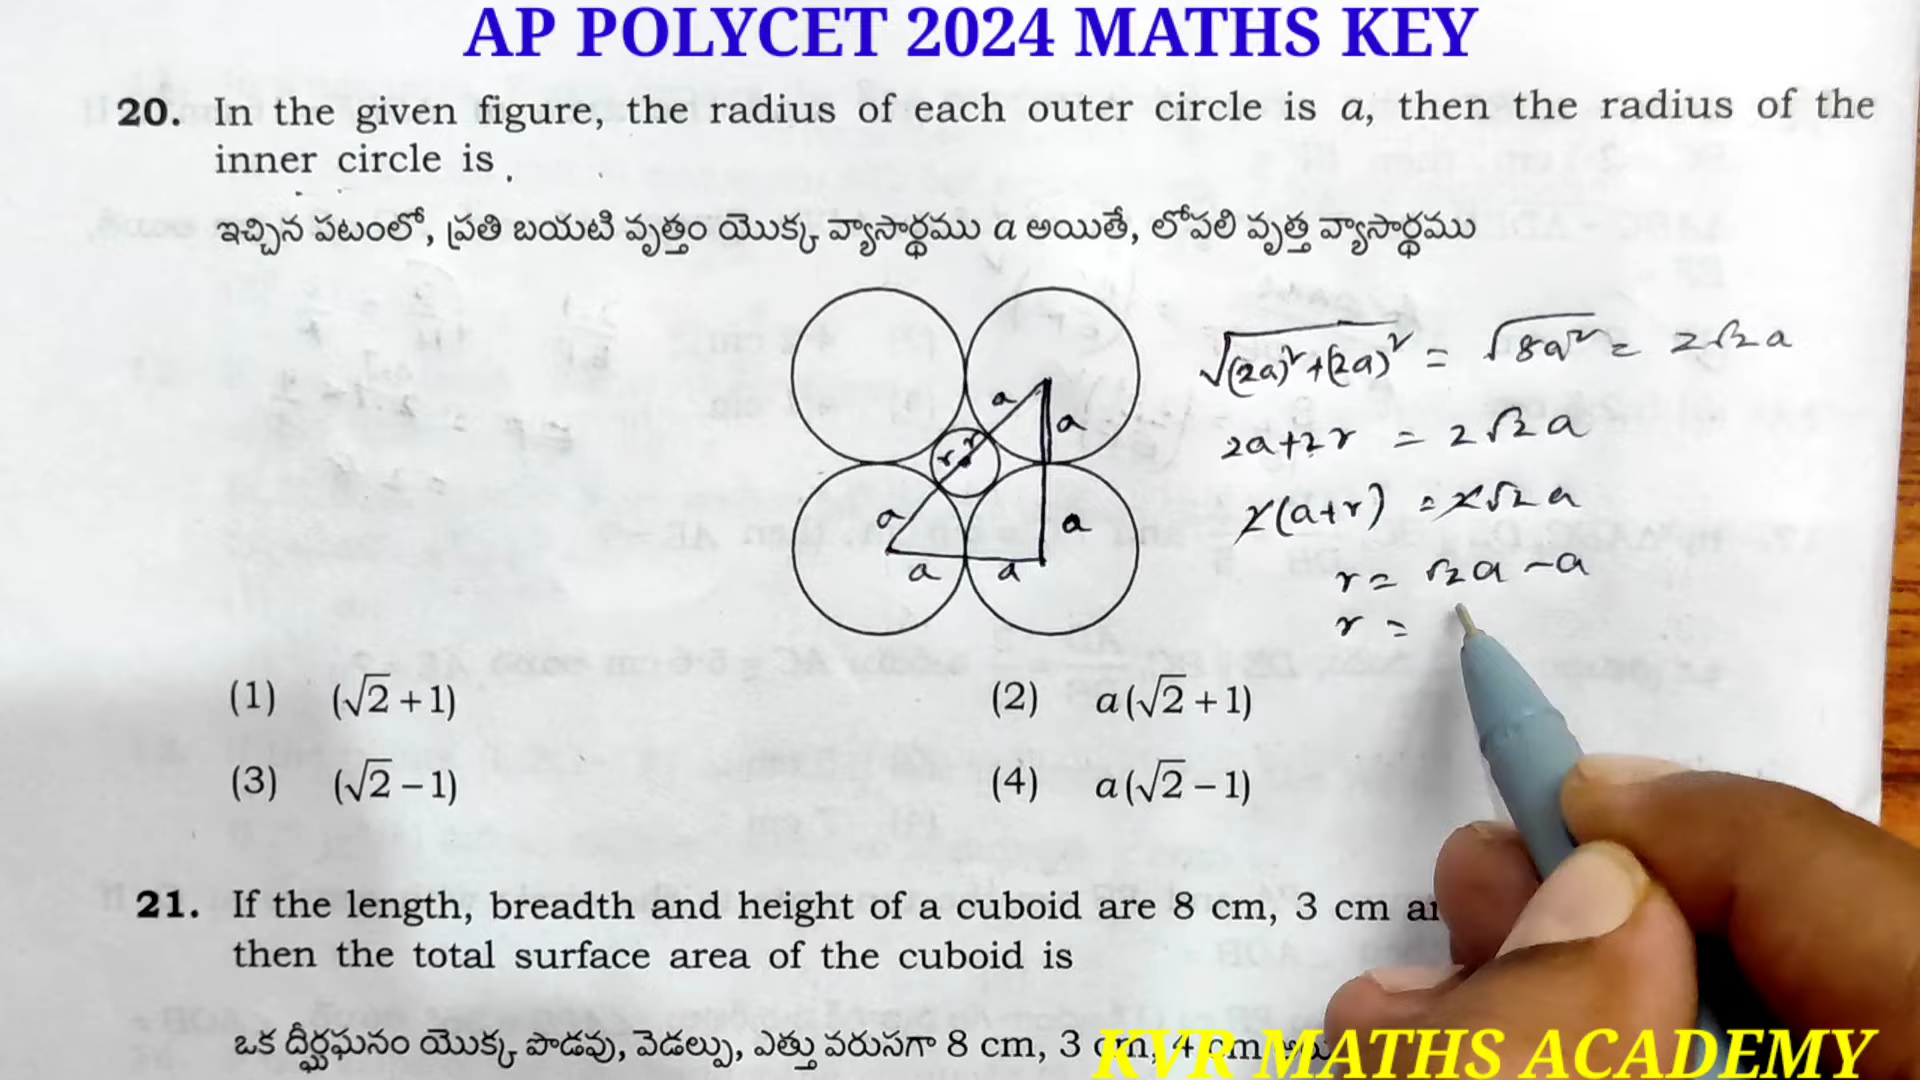 AP POLYCET 2024 MATHS KEY
20. In the given figure, the radius of each outer circle is a, then the radius of the
inner circle is
ఇచ్చిన పటంలో, ప్రతి బయటి వృత్తం యొక్క వ్యాసార్థము a అయితే, లోపలి వృత్త వ్యాసార్థము
√(2a)²+(2a)² = √8a² = 2√2a
2a+2r = 2√2a
2(a+r) = 2√2a
r = √2a - a
r =
a
a
r
r
a
a
a
a
(1) (√2+1)
(2) a(√2+1)
(3) (√2−1)
(4) a(√2−1)
21. If the length, breadth and height of a cuboid are 8 cm, 3 cm
then the total surface area of the cuboid is
ఒక దీర్ఘఘనం యొక్క పొడవు, వెడల్పు, ఎత్తు వరుసగా 8 cm, 3 cm, 4 cm
KVR MATHS ACADEMY